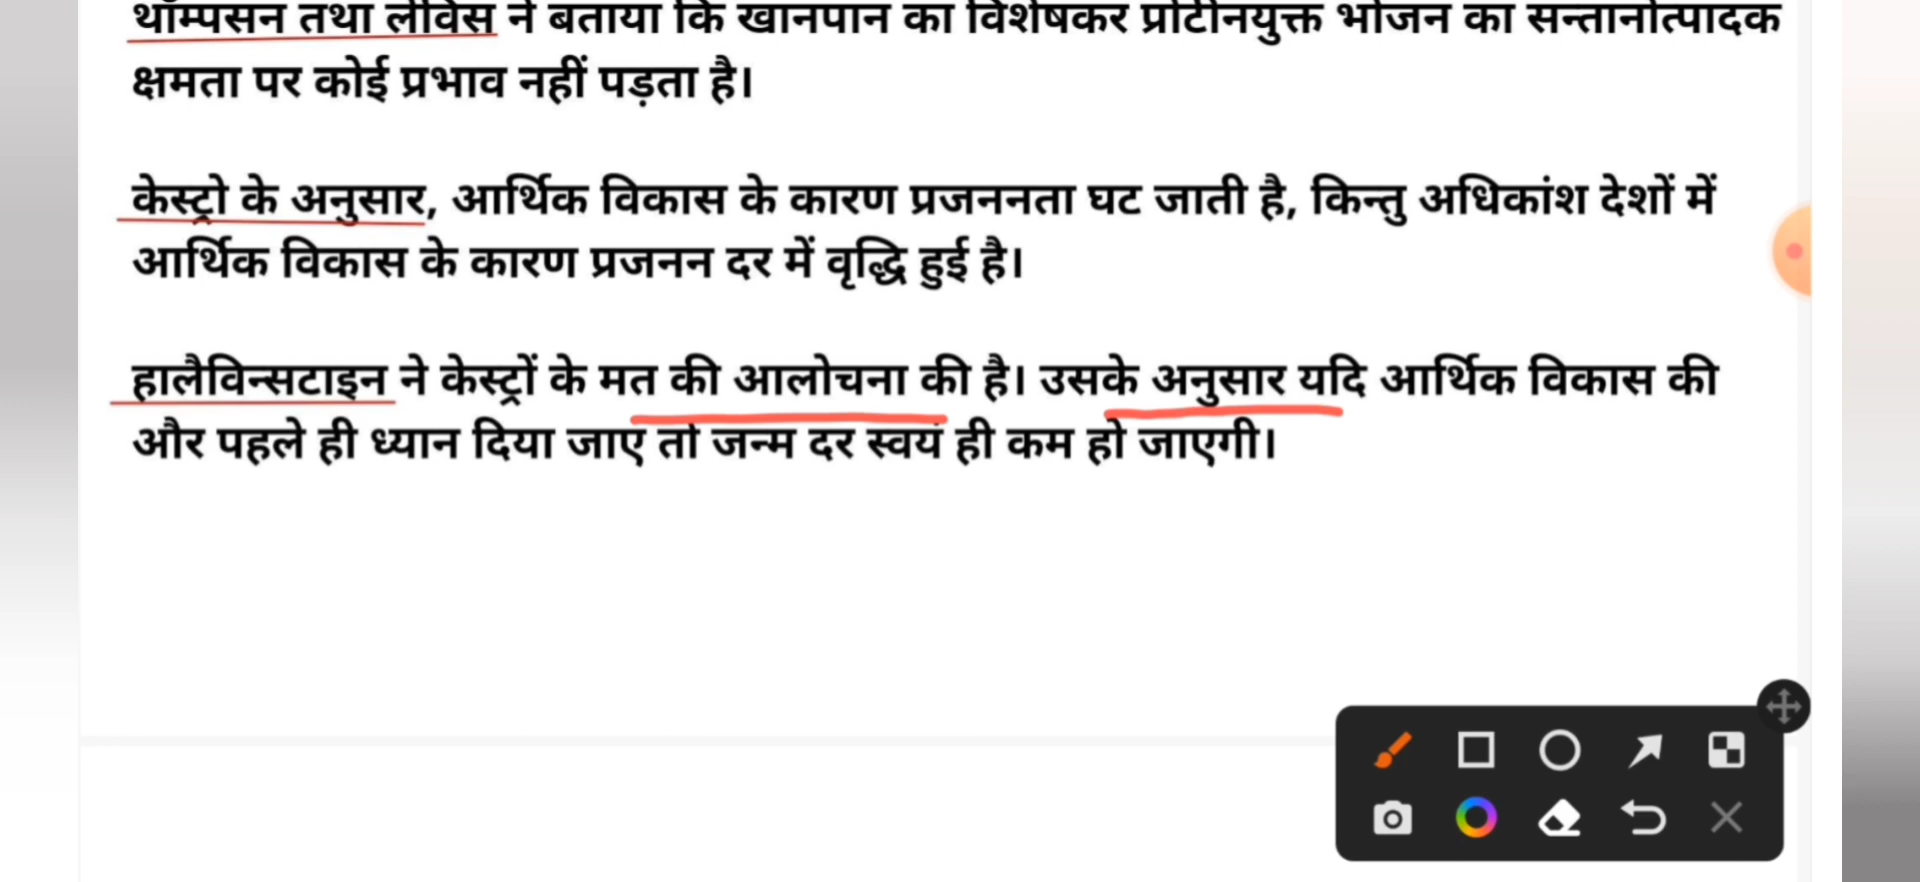 थॉम्पसन तथा लेविस ने बताया कि खानपान का विशेषकर प्रोटीनयुक्त भोजन का सन्तानोत्पादक
क्षमता पर कोई प्रभाव नहीं पड़ता है।
केस्ट्रो के अनुसार, आर्थिक विकास के कारण प्रजननता घट जाती है, किन्तु अधिकांश देशों में
आर्थिक विकास के कारण प्रजनन दर में वृद्धि हुई है।
हालैविन्सटाइन ने केस्ट्रों के मत की आलोचना की है। उसके अनुसार यदि आर्थिक विकास की
और पहले ही ध्यान दिया जाए तो जन्म दर स्वयं ही कम हो जाएगी।